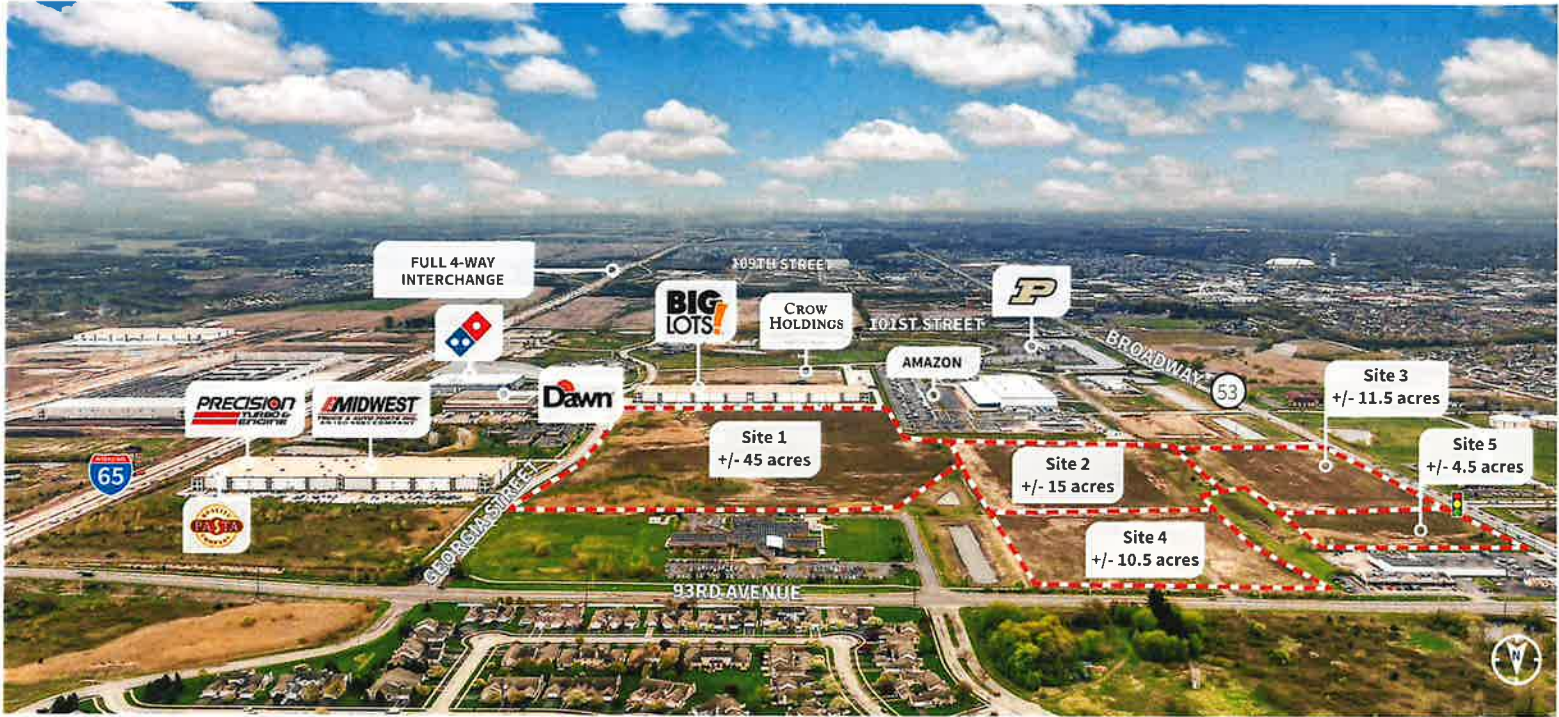 FULL 4-WAY
INTERCHANGE
109TH STREET
BIG
LOTS!
CROW
HOLDINGS
101ST STREET
P
BROADWAY
53
AMAZON
Dawn
PRECISION
TURBO &
ENGINE
MIDWEST
65
PASTA
GEORGIA STREET
Site 1
+/- 45 acres
Site 2
+/- 15 acres
Site 3
+/- 11.5 acres
Site 5
+/- 4.5 acres
Site 4
+/- 10.5 acres
93RD AVENUE
N